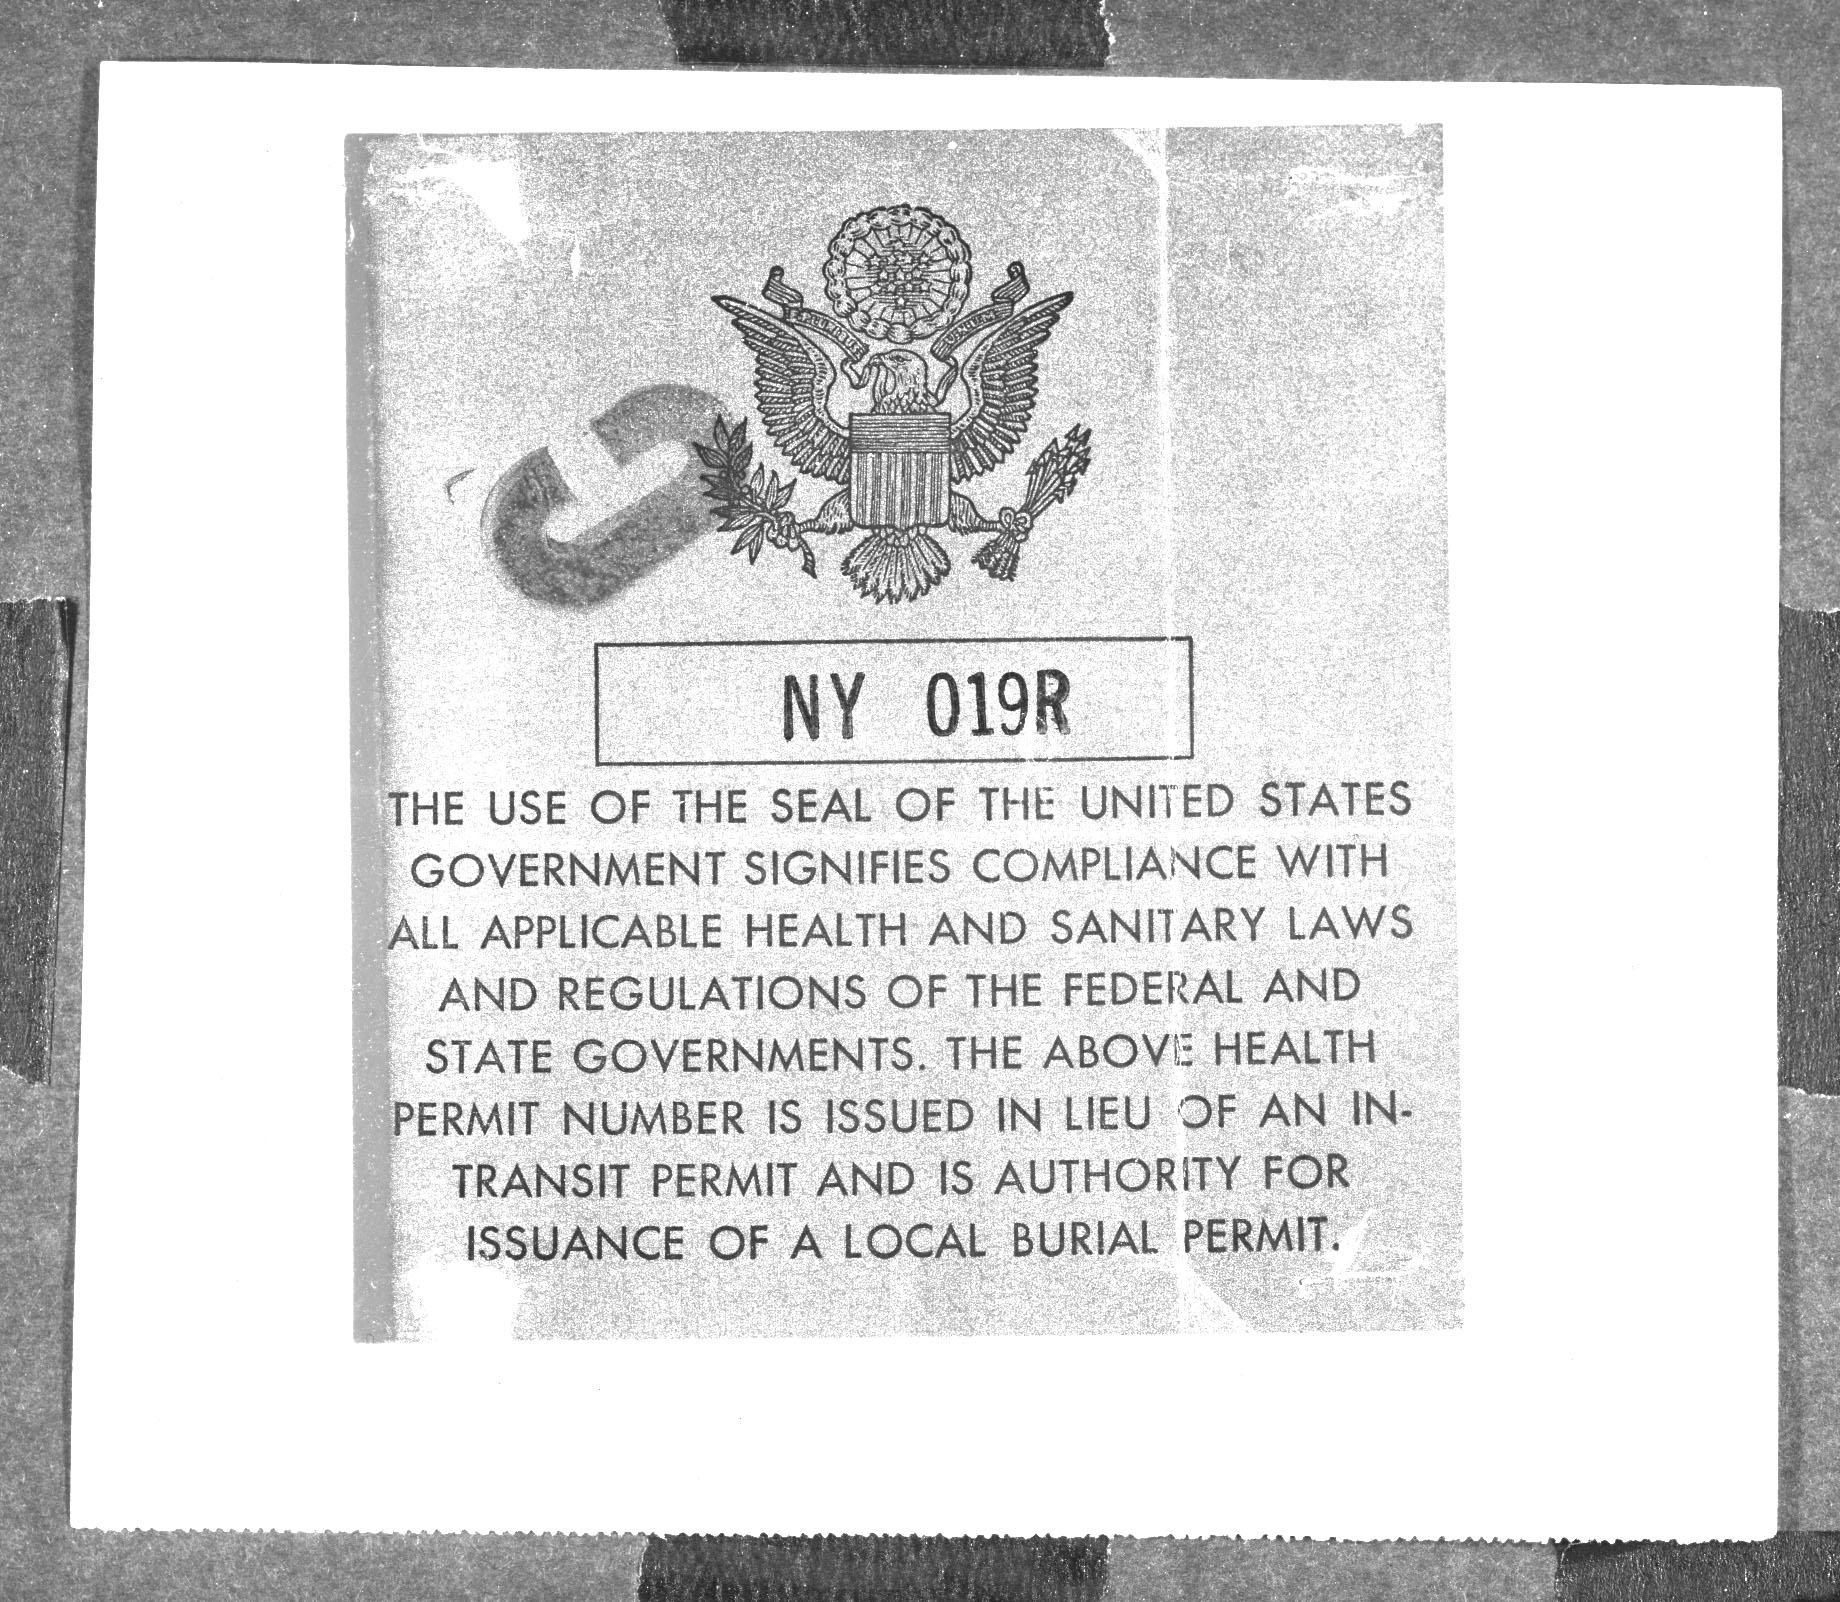 NY 019R
THE USE OF THE SEAL OF THE UNITED STATES
GOVERNMENT SIGNIFIES COMPLIANCE WITH
ALL APPLICABLE HEALTH AND SANITARY LAWS
AND REGULATIONS OF THE FEDERAL AND
STATE GOVERNMENTS. THE ABOVE HEALTH
PERMIT NUMBER IS ISSUED IN LIEU OF AN IN-
TRANSIT PERMIT AND IS AUTHORITY FOR
ISSUANCE OF A LOCAL BURIAL PERMIT.